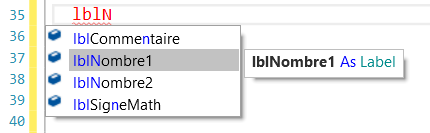 35 lblN
36 lblCommentaire
37 lblNombre1 lblNombre1 As Label
38 lblNombre2
39 lblSigneMath
40